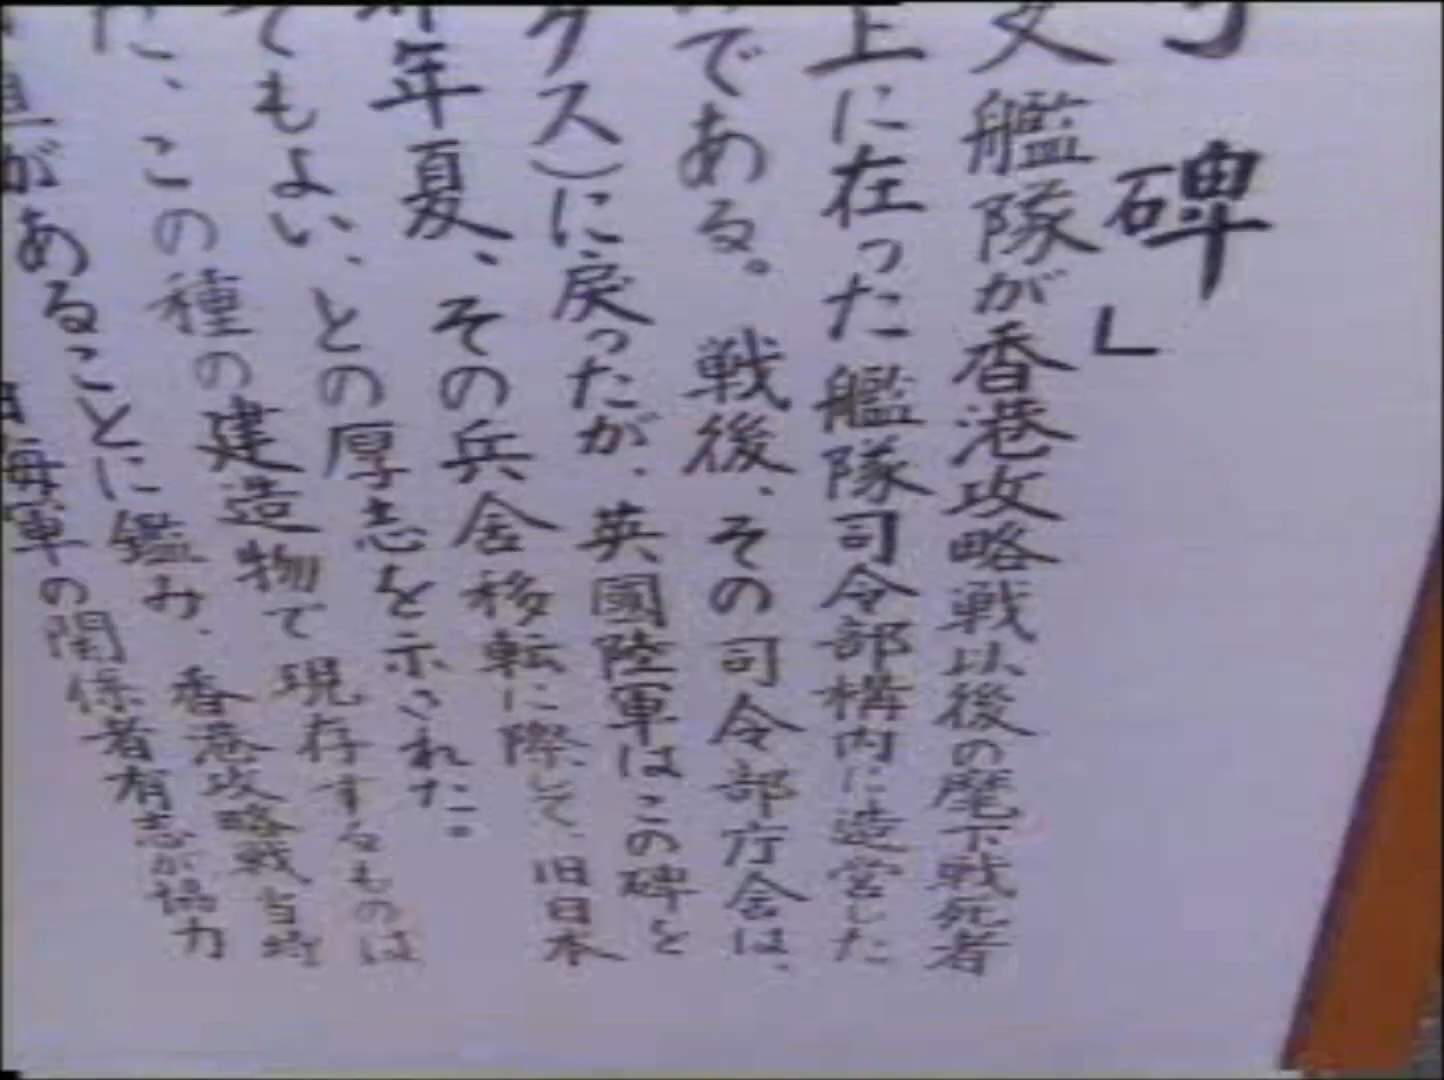 碑」
艦隊が香港攻略戦以後の麾下戦死者
上に在った艦隊司令部構内に造営した
である。戦後、その司令部庁舎は、
クス)に戻ったが、英國陸軍はこの碑を
年夏、その兵舎移転に際して、旧日本
てもよい、との厚志を示された。
た、この種の建造物で現存するものは
があることに鑑み、香港攻略戦当時
海軍の関係者有志が協力